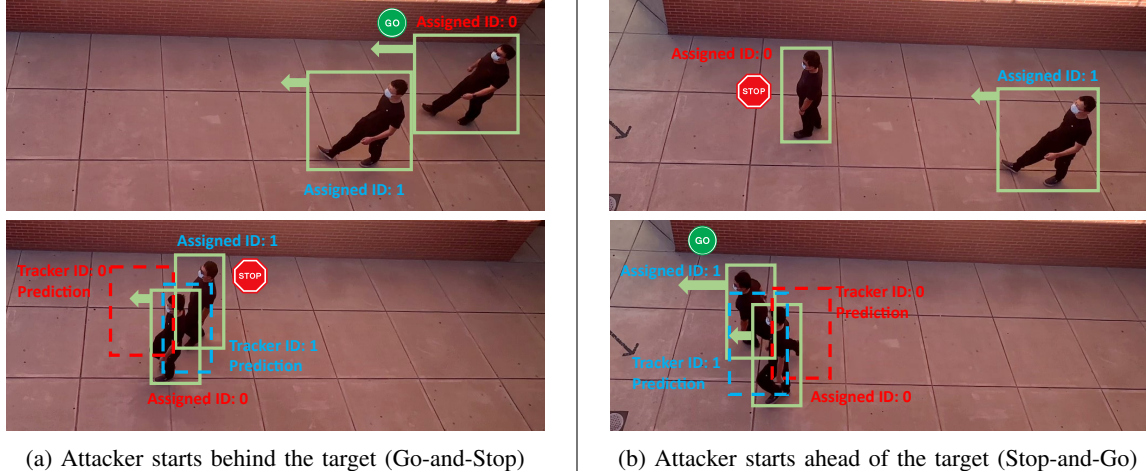 GO
Assigned ID: 0
Assigned ID: 1
Assigned ID: 0
STOP
Assigned ID: 1
Assigned ID: 1
Tracker ID: 0
Prediction
STOP
Tracker ID: 1
Prediction
Assigned ID: 0
GO
Assigned ID: 1
Tracker ID: 0
Prediction
Tracker ID: 1
Prediction
Assigned ID: 0
(a) Attacker starts behind the target (Go-and-Stop)
(b) Attacker starts ahead of the target (Stop-and-Go)